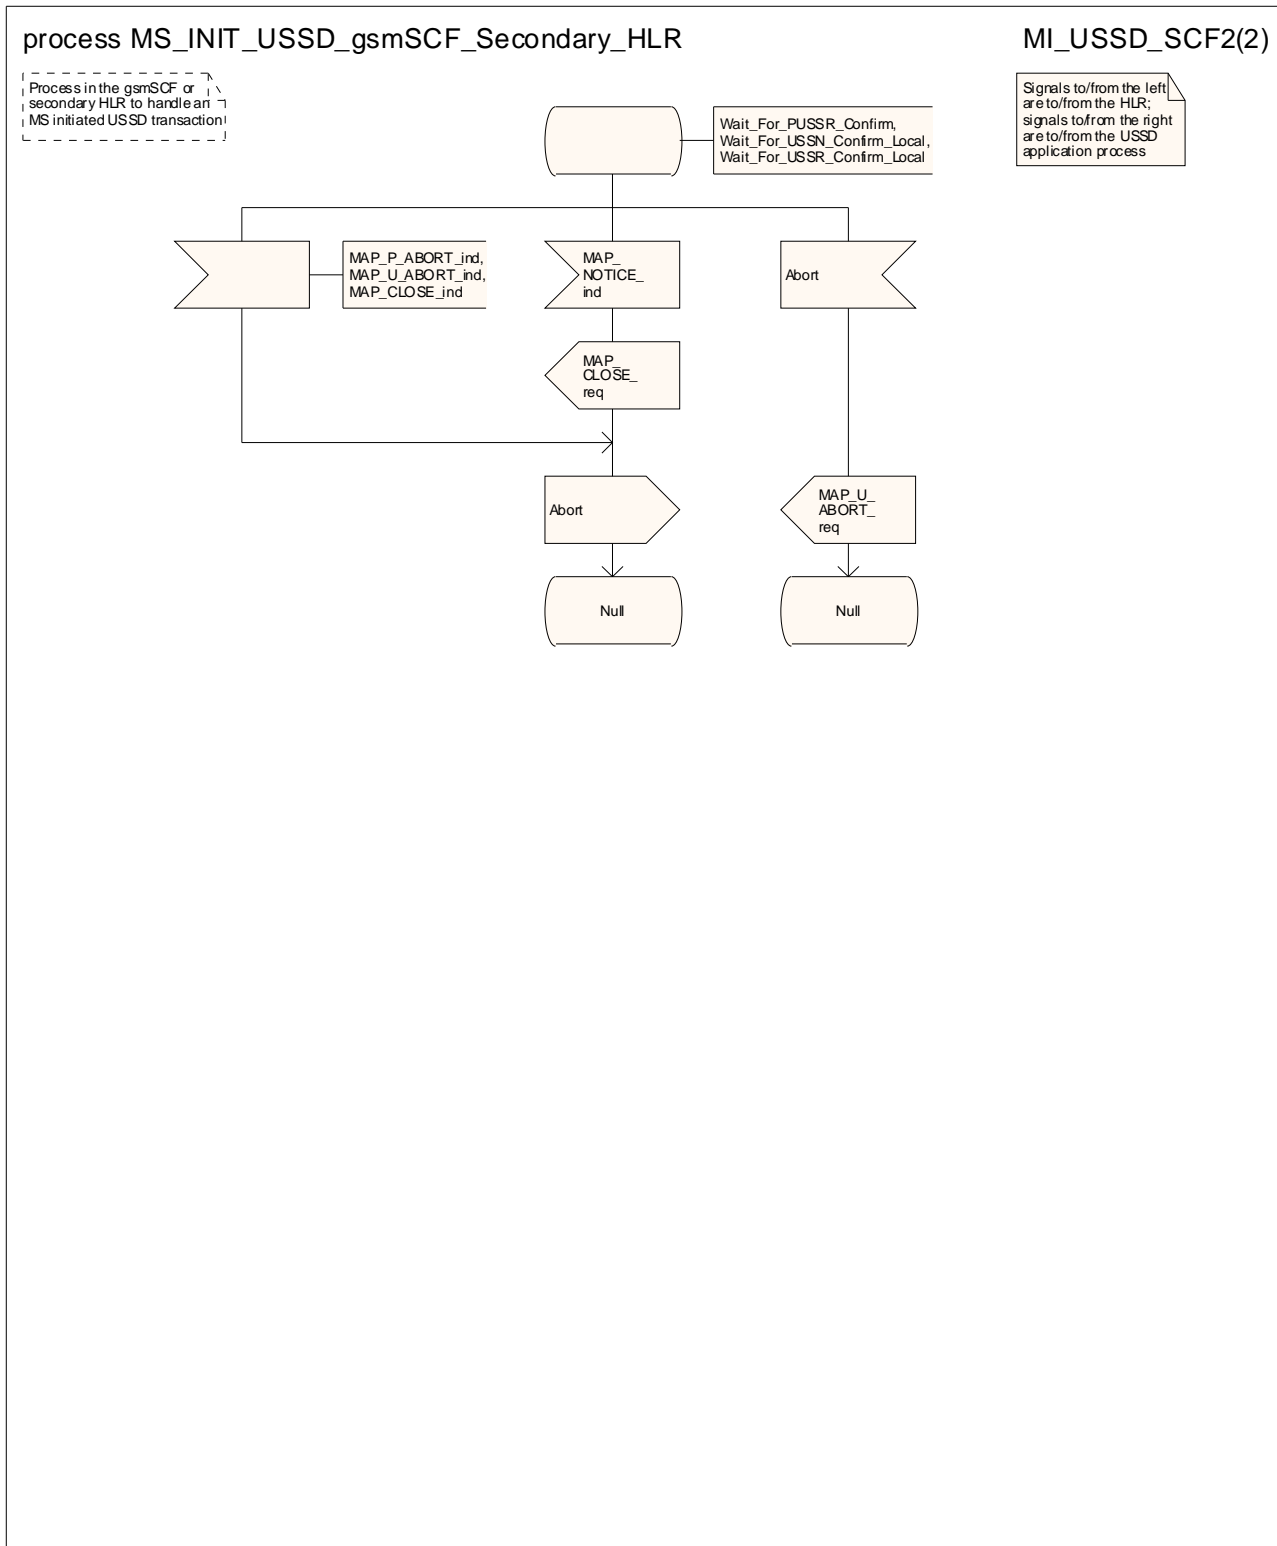 process MS_INIT_USSD_gsmSCF_Secondary_HLR
MI_USSD_SCF2(2)
Process in the gsmSCF or
secondary HLR to handle an
MS initiated USSD transaction
Signals to/from the left
are to/from the HLR;
signals to/from the right
are to/from the USSD
application process
Wait_For_PUSSR_Confirm,
Wait_For_USSN_Confirm_Local,
Wait_For_USSR_Confirm_Local
MAP_P_ABORT_ind,
MAP_U_ABORT_ind,
MAP_CLOSE_ind
MAP_
NOTICE_
ind
Abort
MAP_
CLOSE_
req
Abort
MAP_U_
ABORT_
req
Null
Null